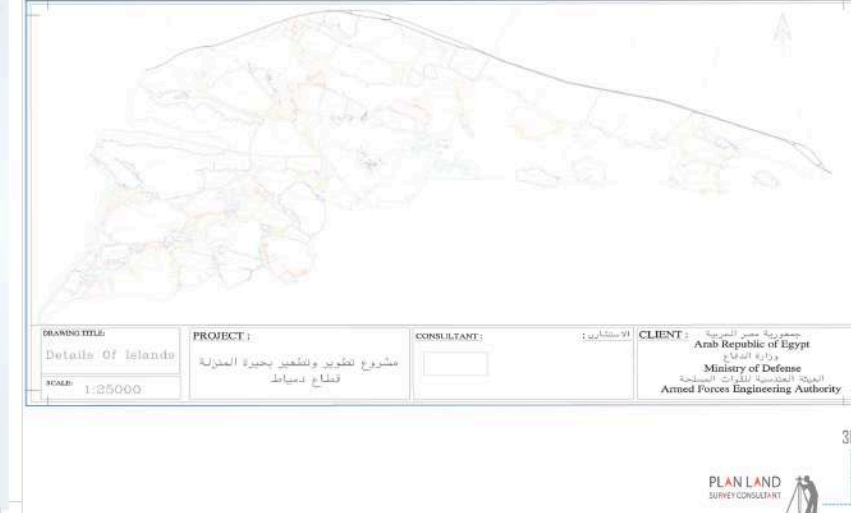 DRAWING TITLE:
Details Of Islands
SCALE: 1:25000
PROJECT :
مشروع تطوير وتطهير بحيرة المنزلة
قطاع دمياط
CONSULTANT :
الاستشارى :
CLIENT :
جمهورية مصر العربية
Arab Republic of Egypt
وزارة الدفاع
Ministry of Defense
الهيئة الهندسية للقوات المسلحة
Armed Forces Engineering Authority
PLAN LAND
SURVEY CONSULTANT